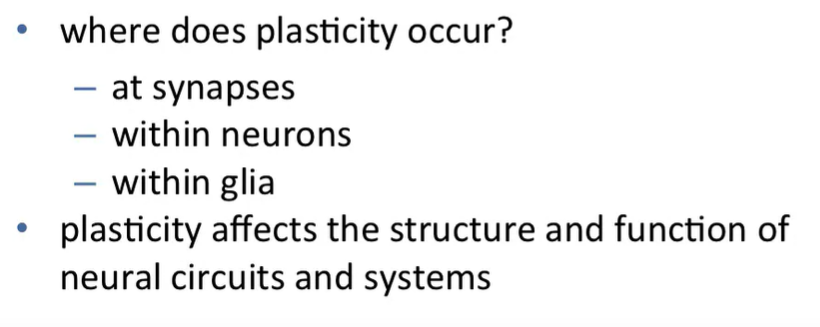 • where does plasticity occur?
– at synapses
– within neurons
– within glia
• plasticity affects the structure and function of
neural circuits and systems